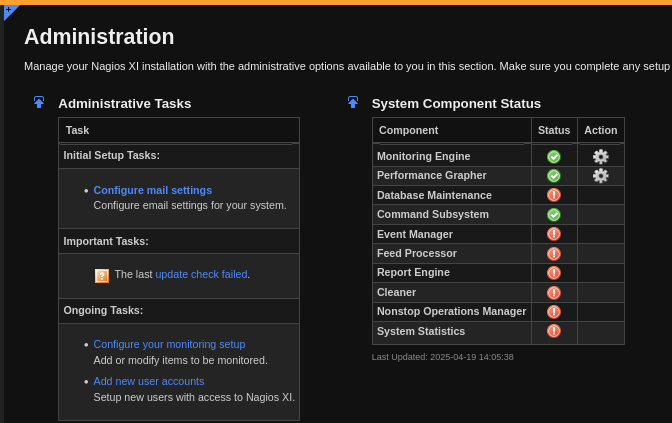 Administration
Manage your Nagios XI installation with the administrative options available to you in this section. Make sure you complete any setup
Administrative Tasks
Task
Initial Setup Tasks:
Configure mail settings
Configure email settings for your system.
Important Tasks:
The last update check failed.
Ongoing Tasks:
Configure your monitoring setup
Add or modify items to be monitored.
Add new user accounts
Setup new users with access to Nagios XI.
System Component Status
Component Status Action
Monitoring Engine
Performance Grapher
Database Maintenance
Command Subsystem
Event Manager
Feed Processor
Report Engine
Cleaner
Nonstop Operations Manager
System Statistics
Last Updated: 2025-04-19 14:05:38